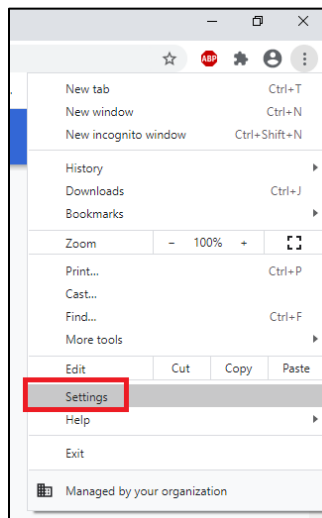 ABP
New tab Ctrl+T
New window Ctrl+N
New incognito window Ctrl+Shift+N
History
Downloads Ctrl+J
Bookmarks
Zoom - 100% +
Print... Ctrl+P
Cast...
Find... Ctrl+F
More tools
Edit Cut Copy Paste
Settings
Help
Exit
Managed by your organization